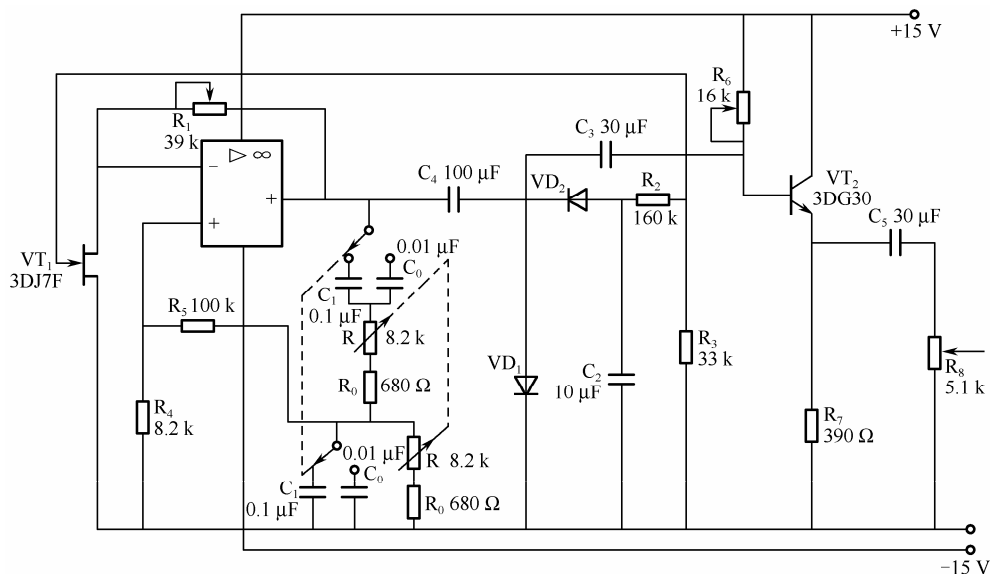 +15 V
R₆
16 k
R₁
39 k
▷ ∞
−
+
+
C₃ 30 μF
C₄ 100 μF
VD₂
R₂
160 k
VT₂
3DG30
C₅ 30 μF
VT₁
3DJ7F
0.01 μF
C₁
C₀
0.1 μF
R₅ 100 k
R
8.2 k
R₃
33 k
R₈
5.1 k
VD₁
C₂
10 μF
R₀
680 Ω
R₄
8.2 k
R₇
390 Ω
0.01 μF
R 8.2 k
C₁
C₀
0.1 μF
R₀ 680 Ω
−15 V